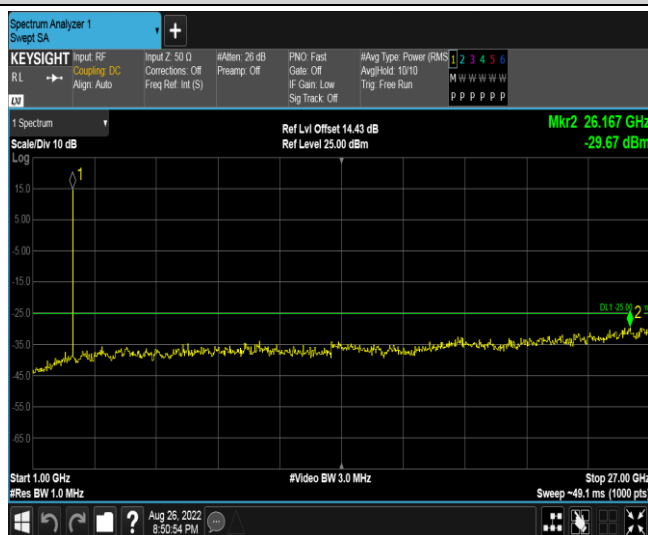 Spectrum Analyzer 1
Swept SA
+
KEYSIGHT
RL
Input: RF
Coupling: DC
Align: Auto
Input Z: 50 Ω
Corrections: Off
Freq Ref: Int (S)
#Atten: 26 dB
Preamp: Off
PNO: Fast
Gate: Off
IF Gain: Low
Sig Track: Off
#Avg Type: Power (RMS
Avg|Hold: 10/10
Trig: Free Run
1 2 3 4 5 6
M W W W W W
P P P P P P
LXI
1 Spectrum
Scale/Div 10 dB
Ref Lvl Offset 14.43 dB
Ref Level 25.00 dBm
Mkr2 26.167 GHz
-29.67 dBm
Log
1
15.0
5.00
-5.00
-15.0
-25.0
DL1 -25.00
2
-35.0
-45.0
-55.0
-65.0
Start 1.00 GHz
#Res BW 1.0 MHz
#Video BW 3.0 MHz
Stop 27.00 GHz
Sweep ~49.1 ms (1000 pts)
?
Aug 26, 2022
8:50:54 PM